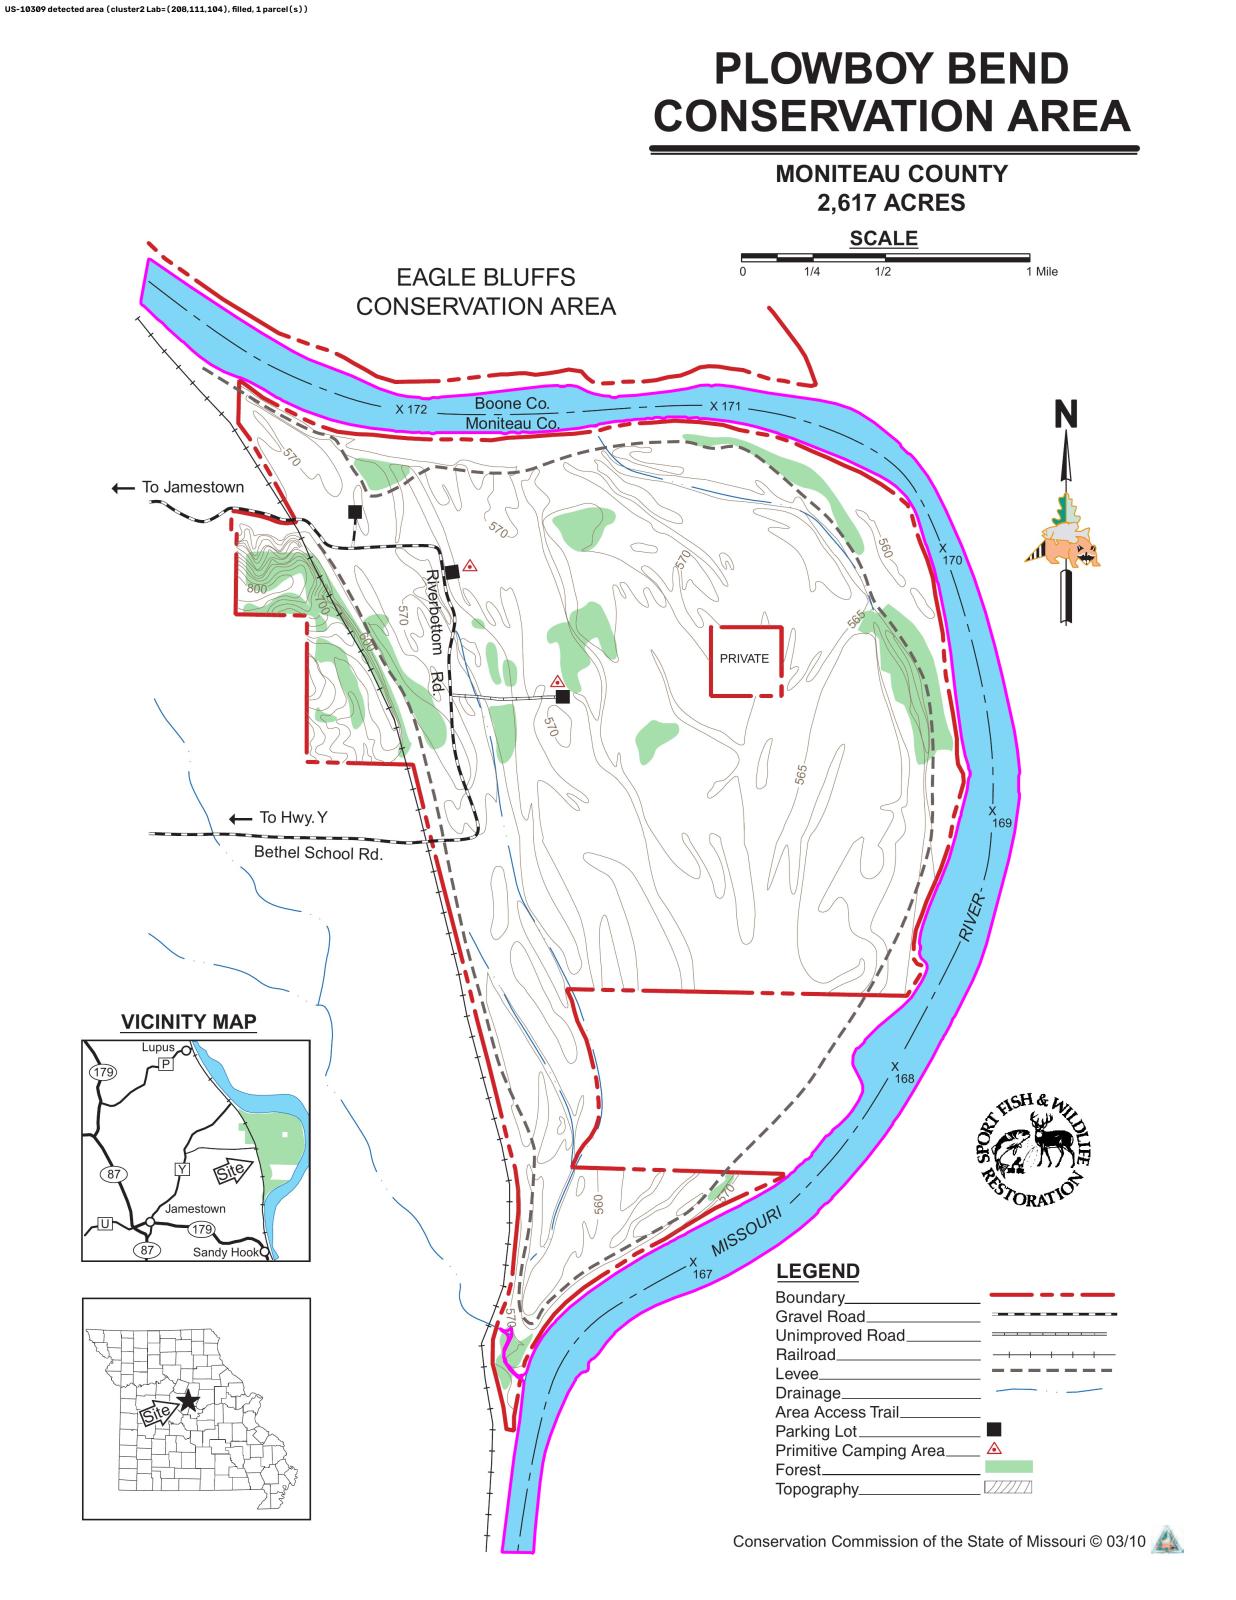 US-10309 detected area (cluster2 Lab=(208,111,104), filled, 1 parcel(s))
PLOWBOY BEND
CONSERVATION AREA
MONITEAU COUNTY
2,617 ACRES
SCALE
0 1/4 1/2 1 Mile
EAGLE BLUFFS
CONSERVATION AREA
X 172
Boone Co.
Moniteau Co.
X 171
N
570
To Jamestown
570
560
570
X
170
800
700
600
570
Riverbottom Rd.
565
PRIVATE
570
565
To Hwy. Y
Bethel School Rd.
X
169
RIVER
VICINITY MAP
Lupus
P
179
87
Y
Site
U
Jamestown
179
87
Sandy Hook
X
168
SPORT FISH & WILDLIFE
RESTORATION
560
570
MISSOURI
X
167
570
Site
LEGEND
Boundary
Gravel Road
Unimproved Road
Railroad
Levee
Drainage
Area Access Trail
Parking Lot
Primitive Camping Area
Forest
Topography
Conservation Commission of the State of Missouri © 03/10